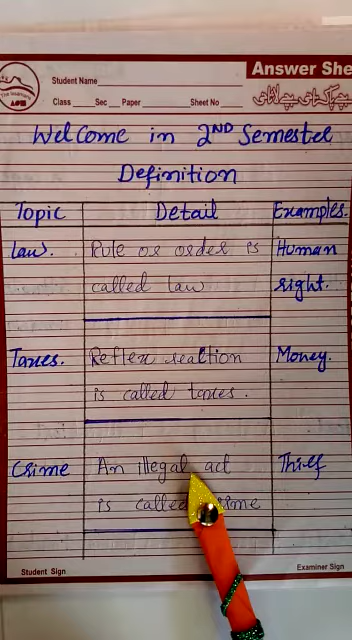 Answer She
Student Name
Class Sec Paper Sheet No
Welcome in 2ND Semester
Definition
Topic Detail Examples.
Law. Rule or order is Human
called law right.
Taxes. Reflex reaction Money.
is called taxes.
Crime An illegal act Thief
is called
Student Sign Examiner Sign